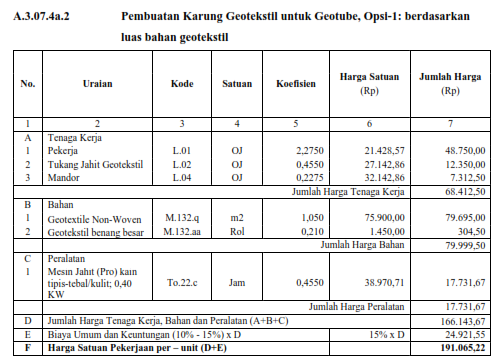 A.3.07.4a.2 Pembuatan Karung Geotekstil untuk Geotube, Opsi-1: berdasarkan
luas bahan geotekstil
No. Uraian Kode Satuan Koefisien Harga Satuan (Rp) Jumlah Harga (Rp)
1 2 3 4 5 6 7
A Tenaga Kerja
1 Pekerja L.01 OJ 2,2750 21.428,57 48.750,00
2 Tukang Jahit Geotekstil L.02 OJ 0,4550 27.142,86 12.350,00
3 Mandor L.04 OJ 0,2275 32.142,86 7.312,50
Jumlah Harga Tenaga Kerja 68.412,50
B Bahan
1 Geotextile Non-Woven M.132.q m2 1,050 75.900,00 79.695,00
2 Geotekstil benang besar M.132.aa Rol 0,210 1.450,00 304,50
Jumlah Harga Bahan 79.999,50
C Peralatan
1 Mesin Jahit (Pro) kain
tipis-tebal/kulit; 0,40 To.22.c Jam 0,4550 38.970,71 17.731,67
KW
Jumlah Harga Peralatan 17.731,67
D Jumlah Harga Tenaga Kerja, Bahan dan Peralatan (A+B+C) 166.143,67
E Biaya Umum dan Keuntungan (10% - 15%) x D 15% x D 24.921,55
F Harga Satuan Pekerjaan per – unit (D+E) 191.065,22